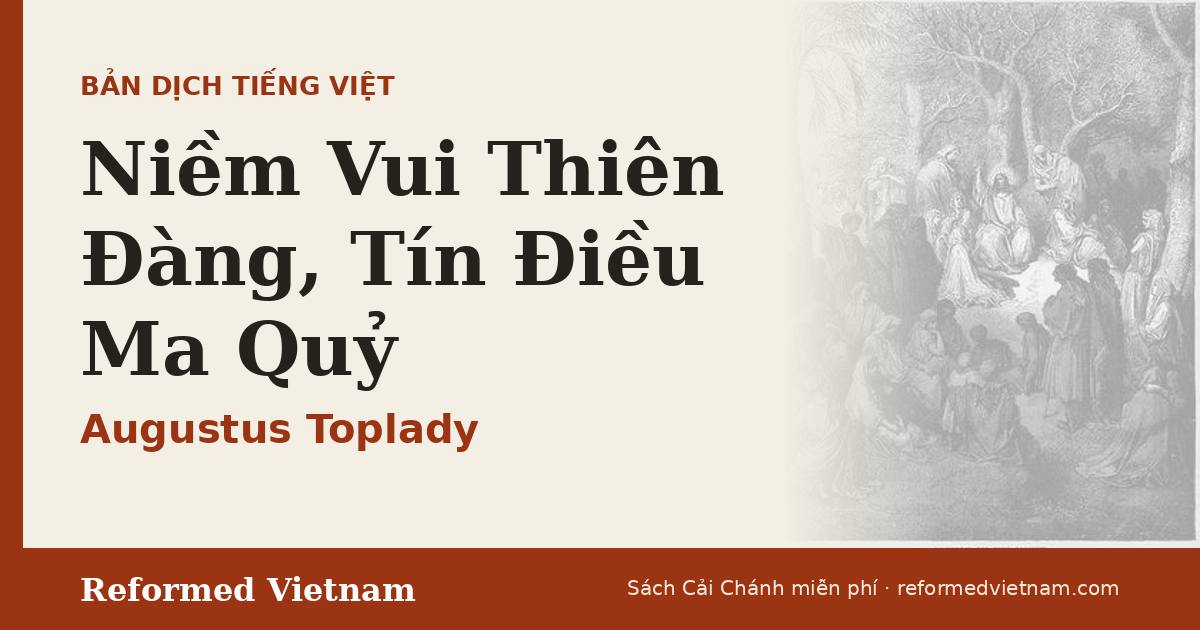 BẢN DỊCH TIẾNG VIỆT
Niềm Vui Thiên
Đàng, Tín Điều
Ma Quỷ
Augustus Toplady
Reformed Vietnam
Sách Cải Chánh miễn phí · reformedvietnam.com